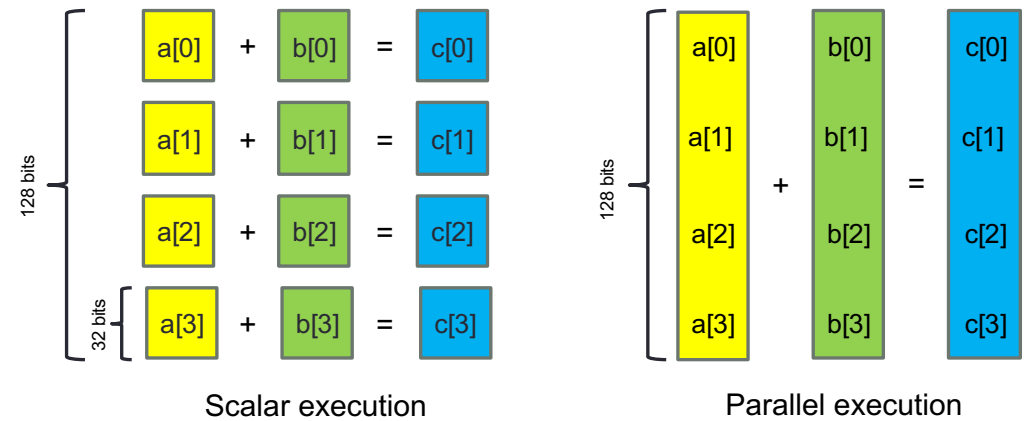 a[0] + b[0] = c[0]
a[1] + b[1] = c[1]
a[2] + b[2] = c[2]
a[3] + b[3] = c[3]
128 bits
32 bits
Scalar execution
a[0] b[0] c[0]
a[1] b[1] c[1]
+ =
a[2] b[2] c[2]
a[3] b[3] c[3]
128 bits
Parallel execution